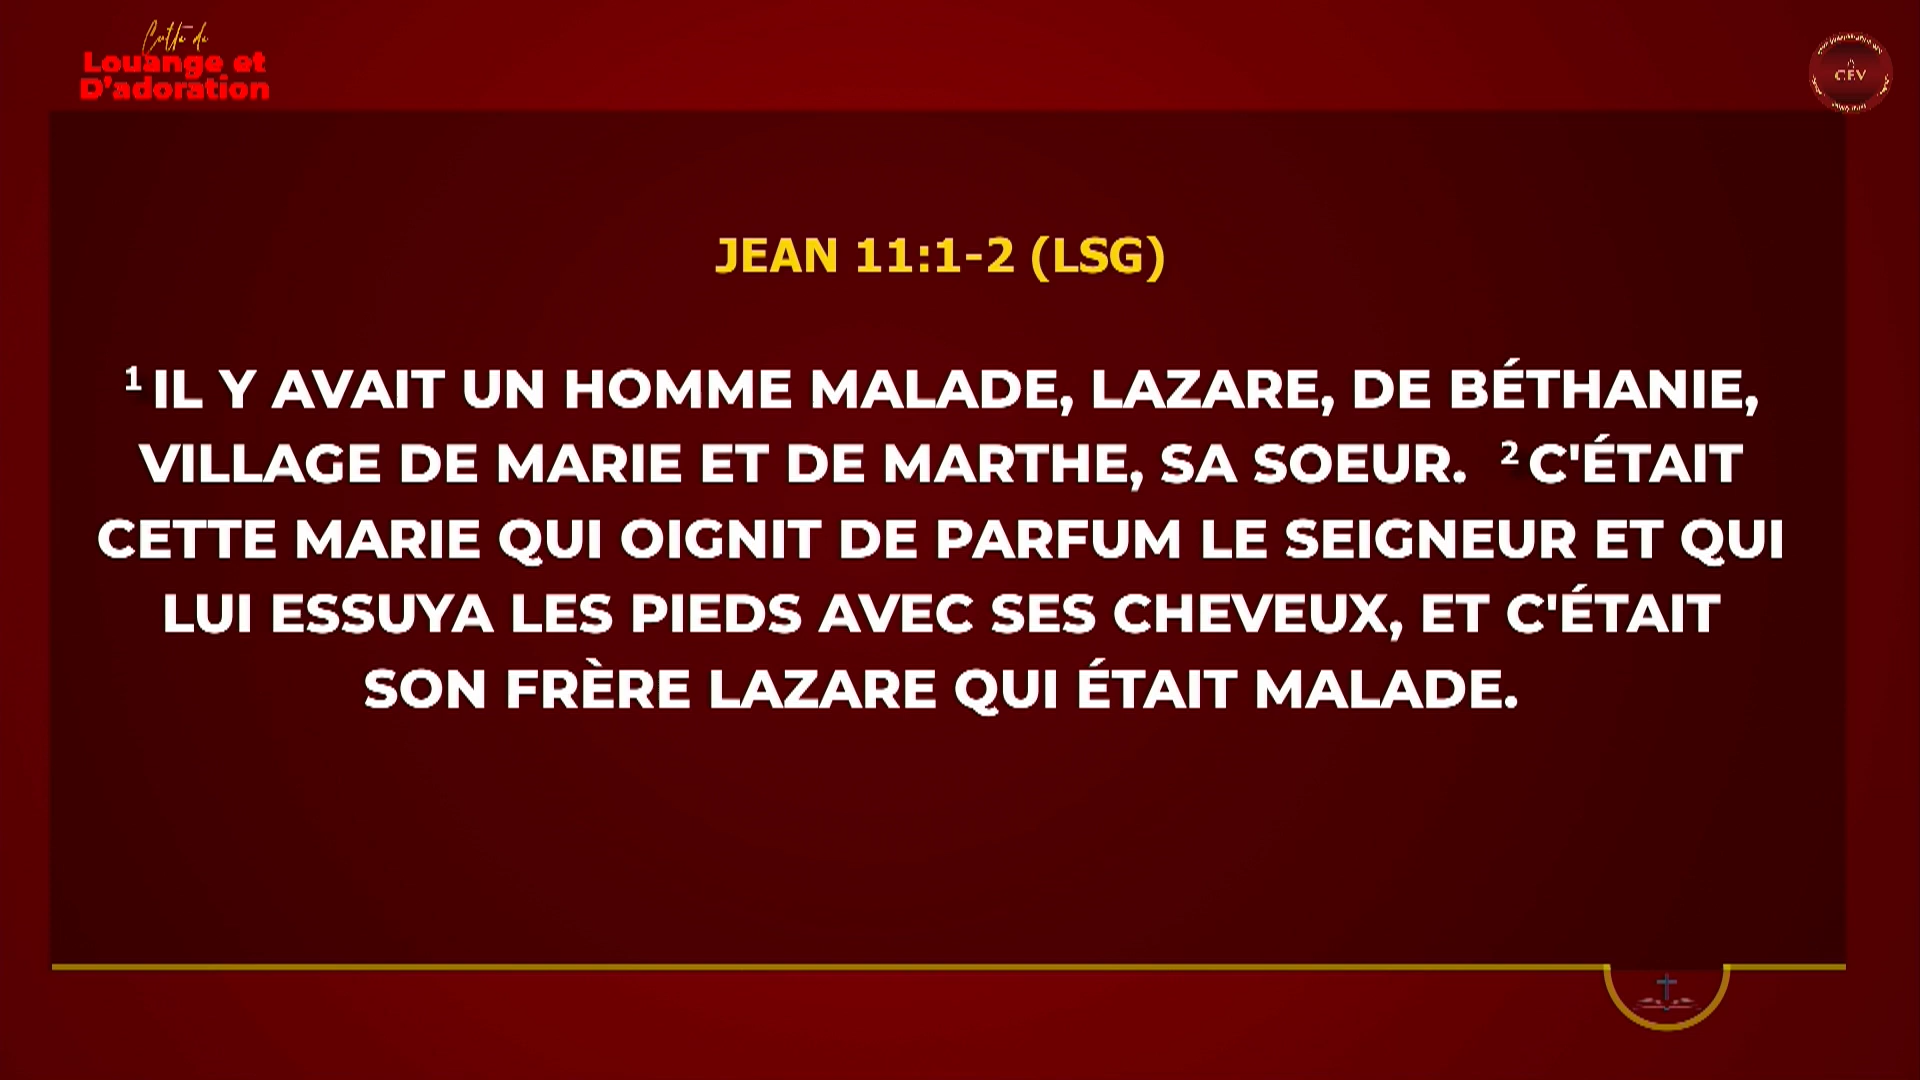 Louange et
D'adoration
CEV
JEAN 11:1-2 (LSG)
1 IL Y AVAIT UN HOMME MALADE, LAZARE, DE BÉTHANIE,
VILLAGE DE MARIE ET DE MARTHE, SA SOEUR. 2 C'ÉTAIT
CETTE MARIE QUI OIGNIT DE PARFUM LE SEIGNEUR ET QUI
LUI ESSUYA LES PIEDS AVEC SES CHEVEUX, ET C'ÉTAIT
SON FRÈRE LAZARE QUI ÉTAIT MALADE.